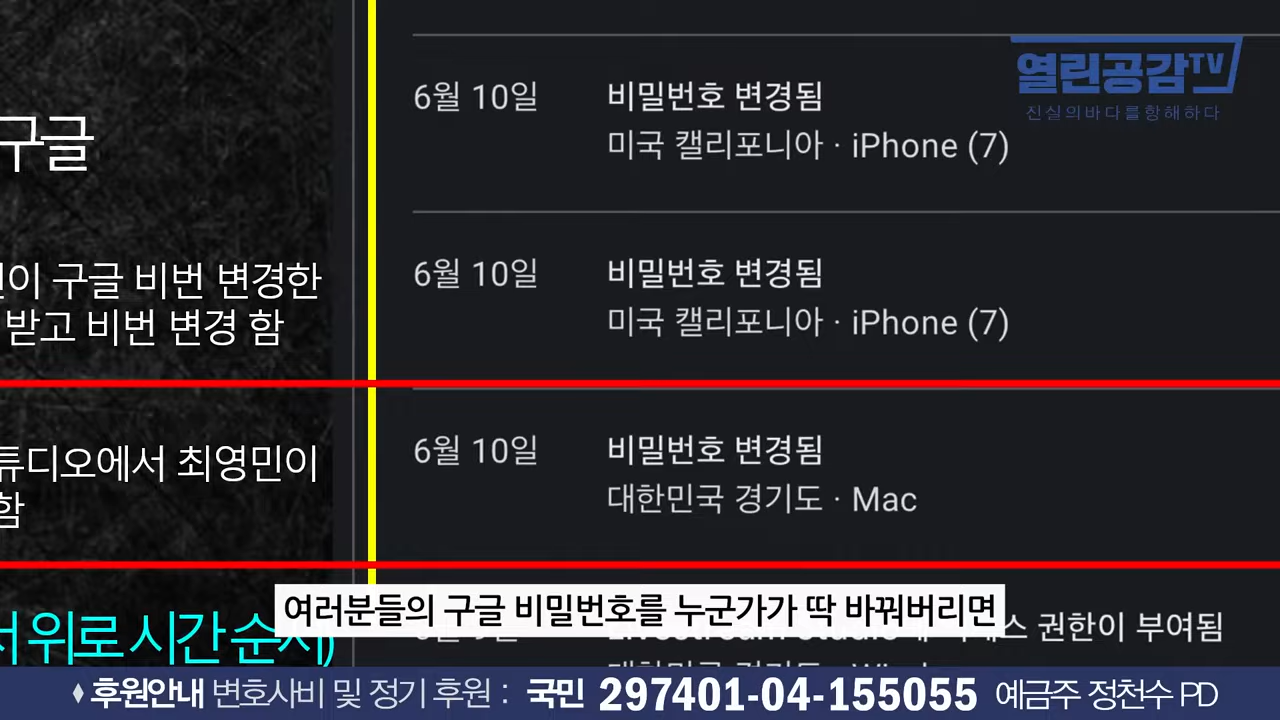 구글
이 구글 비번 변경한
받고 비번 변경 함
튜디오에서 최영민이
함
위로 시간 순서)
6월 10일 비밀번호 변경됨
미국 캘리포니아 · iPhone (7)
6월 10일 비밀번호 변경됨
미국 캘리포니아 · iPhone (7)
6월 10일 비밀번호 변경됨
대한민국 경기도 · Mac
권한이 부여됨
열린공감TV
진실의바다를항해하다
여러분들의 구글 비밀번호를 누군가가 딱 바꿔버리면
♦ 후원안내 변호사비 및 정기 후원 : 국민 297401-04-155055 예금주 정천수 PD